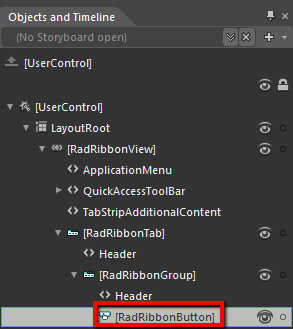 Objects and Timeline
(No Storyboard open)
[UserControl]
[UserControl]
LayoutRoot
[RadRibbonView]
ApplicationMenu
QuickAccessToolBar
TabStripAdditionalContent
[RadRibbonTab]
Header
[RadRibbonGroup]
Header
[RadRibbonButton]